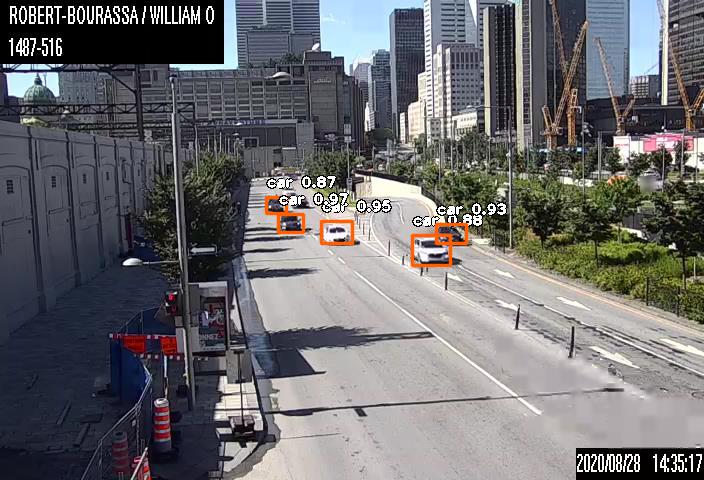 ROBERT-BOURASSA / WILLIAM O
1487-516
car 0.87
car 0.97
car 0.95
car 0.93
car 0.88
2020/08/28 14:35:17